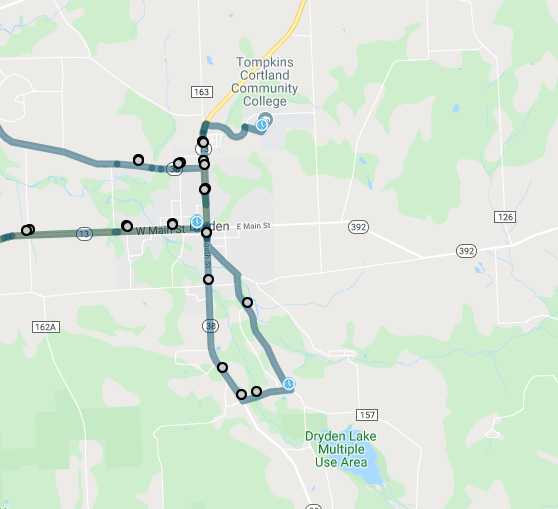 Tompkins
Cortland
Community
College
163
38
W Main St
den
E Main St
392
126
13
392
162A
38
157
Dryden Lake
Multiple
Use Area